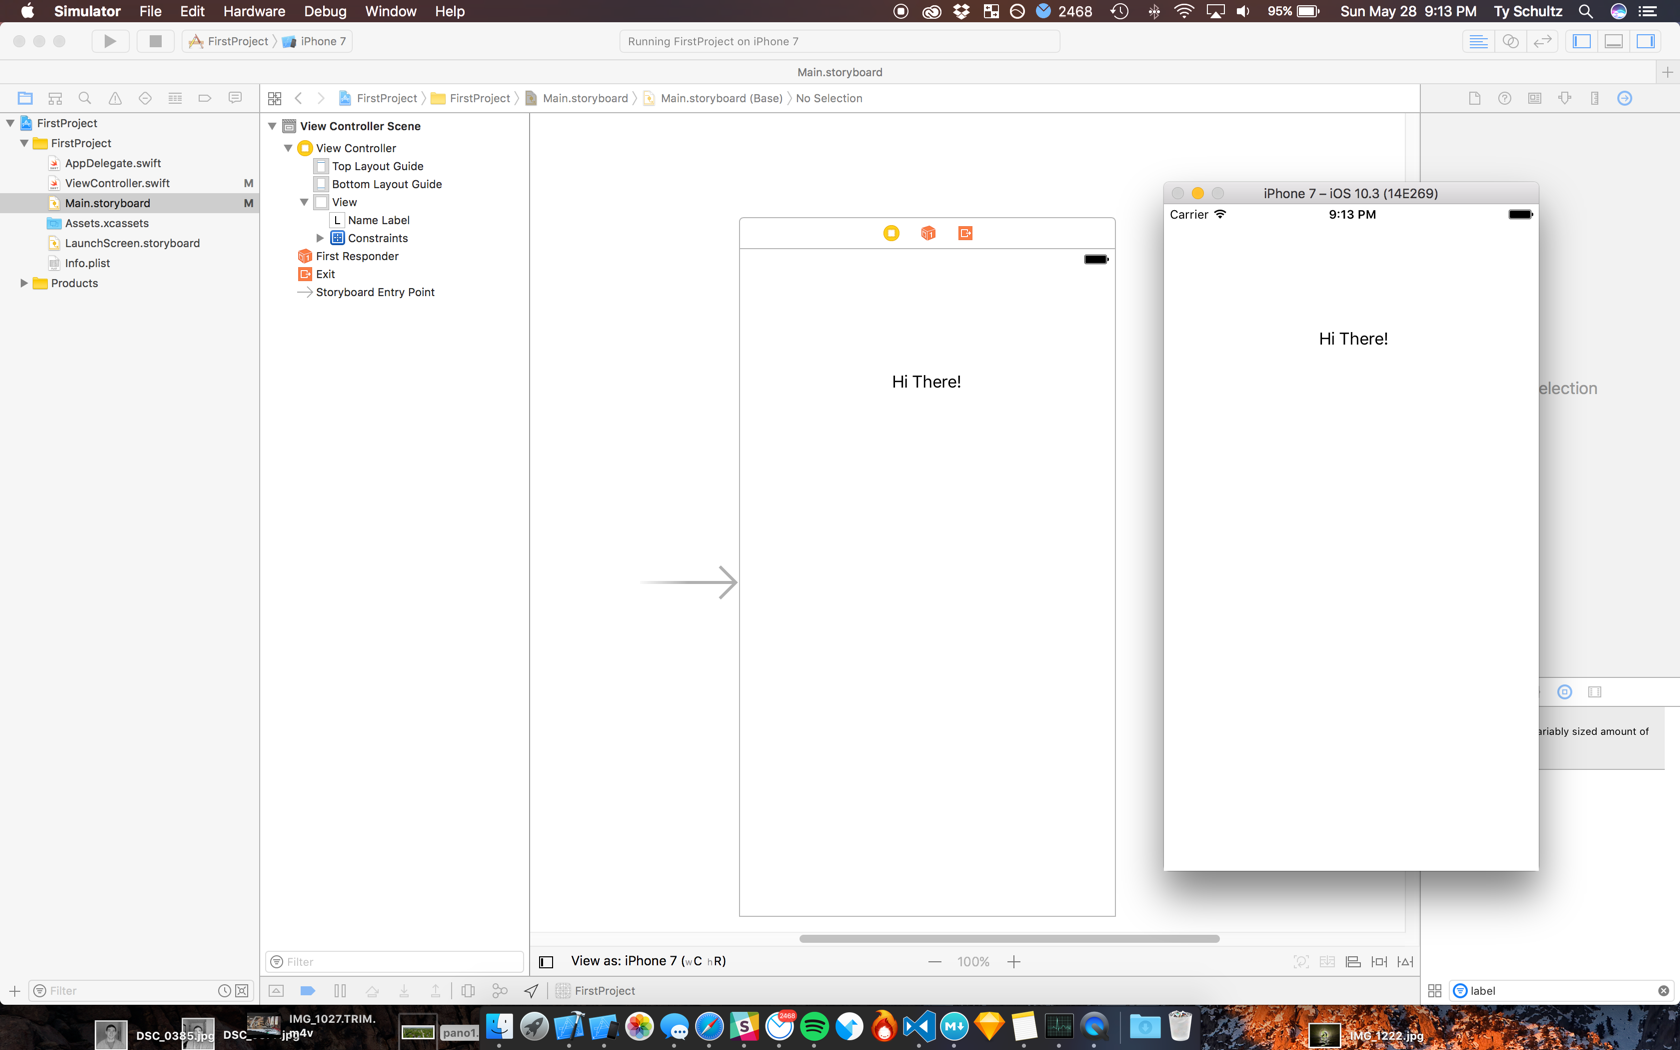 Simulator File Edit Hardware Debug Window Help 2468 95% Sun May 28 9:13 PM Ty Schultz
FirstProject iPhone 7 Running FirstProject on iPhone 7
Main.storyboard
FirstProject FirstProject Main.storyboard Main.storyboard (Base) No Selection
FirstProject
FirstProject
AppDelegate.swift
ViewController.swift M
Main.storyboard M
Assets.xcassets
LaunchScreen.storyboard
Info.plist
Products
View Controller Scene
View Controller
Top Layout Guide
Bottom Layout Guide
View
L Name Label
Constraints
First Responder
Exit
Storyboard Entry Point
Hi There!
iPhone 7 – iOS 10.3 (14E269)
Carrier 9:13 PM
Hi There!
election
ariably sized amount of
Filter
View as: iPhone 7 (wC hR) 100%
Filter
FirstProject
label
DSC_0385.jpg
DSC_
IMG_1027.TRIM.
m4v
jpg
pano1.
S
2468
M
IMG_1222.jpg